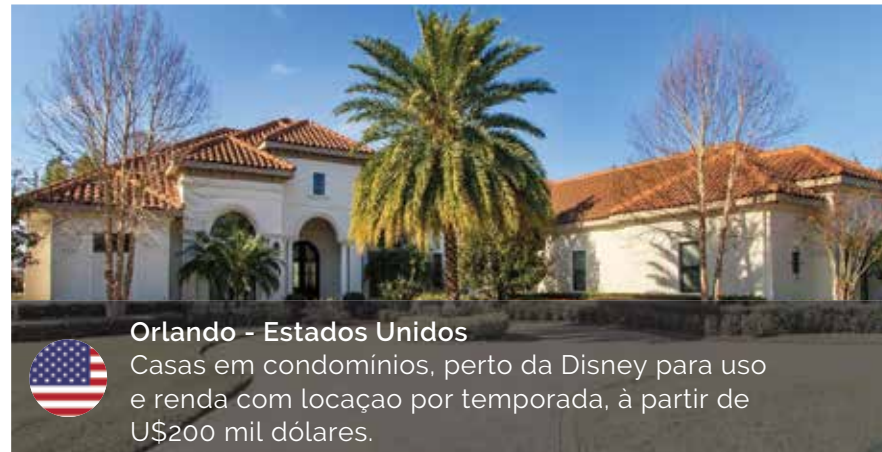 Orlando - Estados Unidos
Casas em condomínios, perto da Disney para uso
e renda com locaçao por temporada, à partir de
U$200 mil dólares.